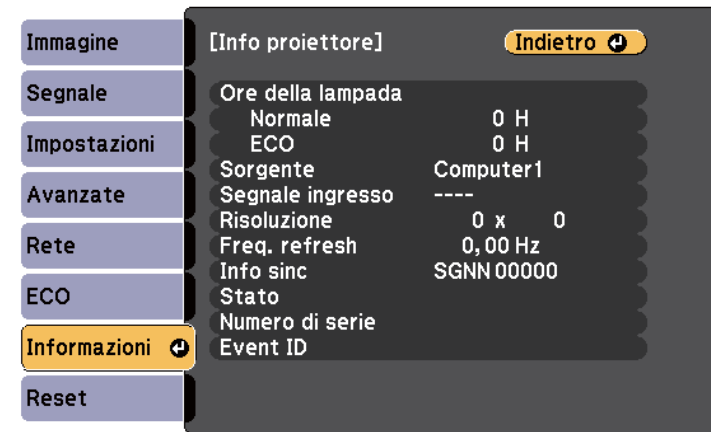 Immagine
Segnale
Impostazioni
Avanzate
Rete
ECO
Informazioni
Reset
[Info proiettore] Indietro
Ore della lampada
Normale 0 H
ECO 0 H
Sorgente Computer1
Segnale ingresso ----
Risoluzione 0 x 0
Freq. refresh 0,00 Hz
Info sinc SGNN 00000
Stato
Numero di serie
Event ID